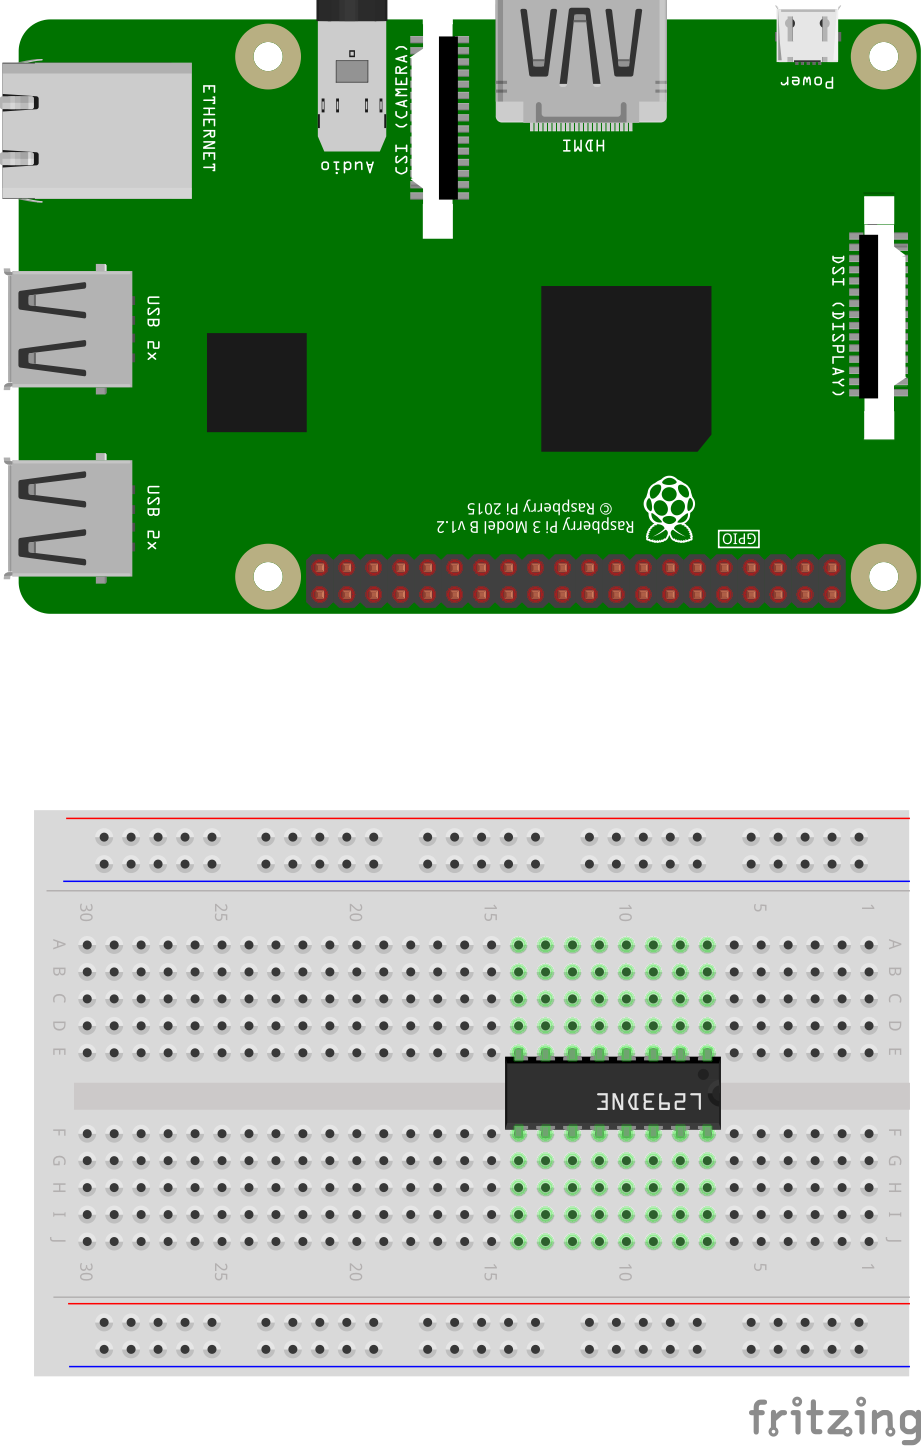 ETHERNET
Audio
CSI (CAMERA)
HDMI
Power
USB 2x
DSI (DISPLAY)
USB 2x
Raspberry Pi 3 Model B v1.2
© Raspberry Pi 2015
GPIO
30 25 20 15 10 5 1
A A
B B
C C
D D
E E
L293DNE
F F
G G
H H
I I
J J
30 25 20 15 10 5 1
fritzing